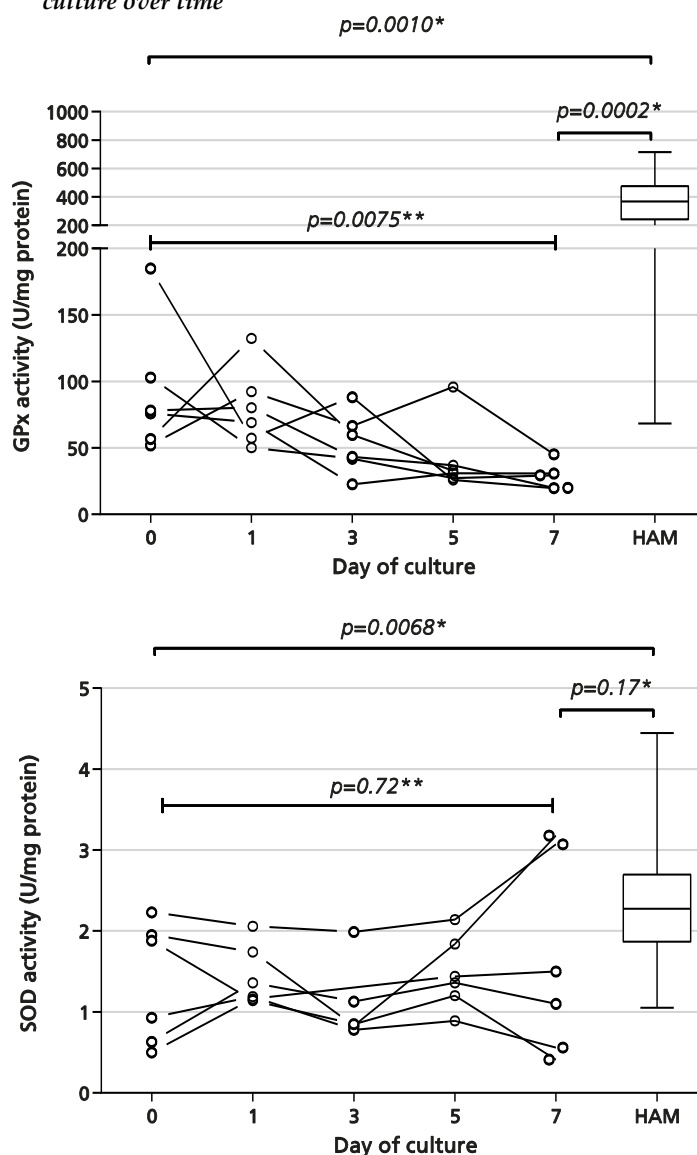 culture over time
p=0.0010*
p=0.0002*
p=0.0075**
GPx activity (U/mg protein)
1000
800
600
400
200
200
150
100
50
0
0 1 3 5 7 HAM
Day of culture
p=0.0068*
p=0.17*
p=0.72**
SOD activity (U/mg protein)
5
4
3
2
1
0
0 1 3 5 7 HAM
Day of culture